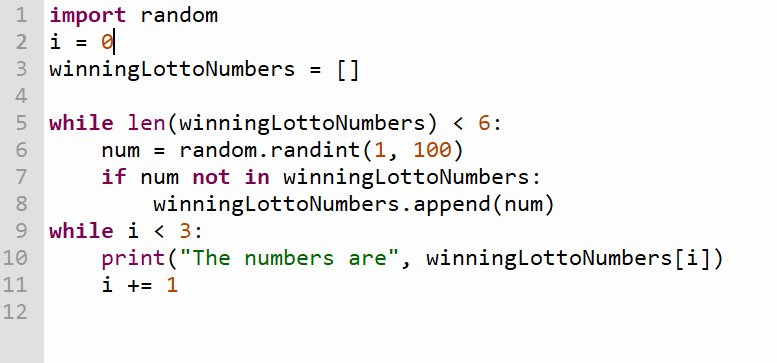 1 import random
2 i = 0
3 winningLottoNumbers = []
4
5 while len(winningLottoNumbers) < 6:
6     num = random.randint(1, 100)
7     if num not in winningLottoNumbers:
8         winningLottoNumbers.append(num)
9 while i < 3:
10     print("The numbers are", winningLottoNumbers[i])
11     i += 1
12